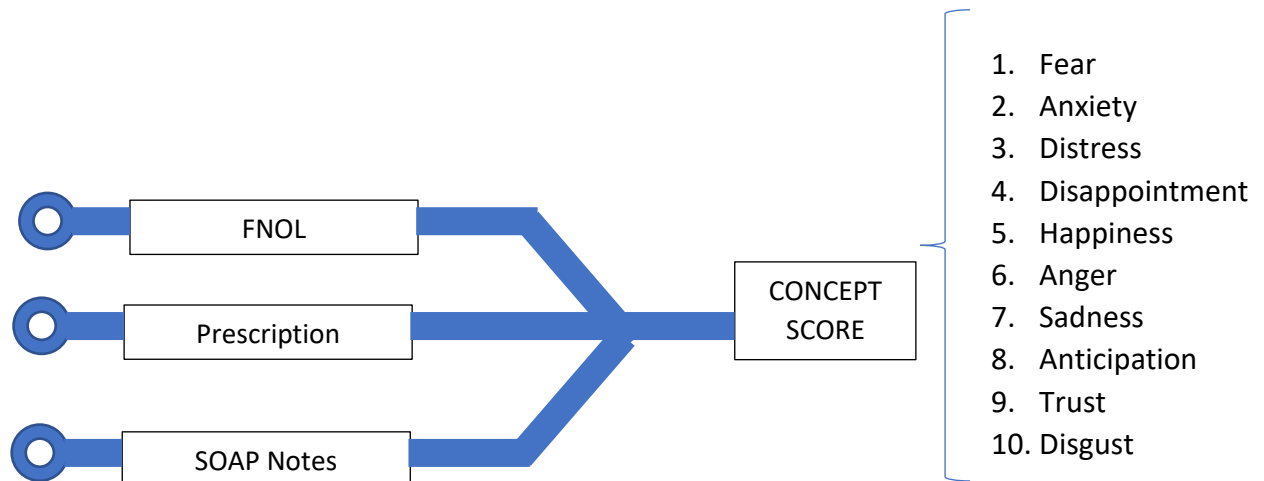 FNOL
Prescription
SOAP Notes
CONCEPT
SCORE
1. Fear
2. Anxiety
3. Distress
4. Disappointment
5. Happiness
6. Anger
7. Sadness
8. Anticipation
9. Trust
10. Disgust